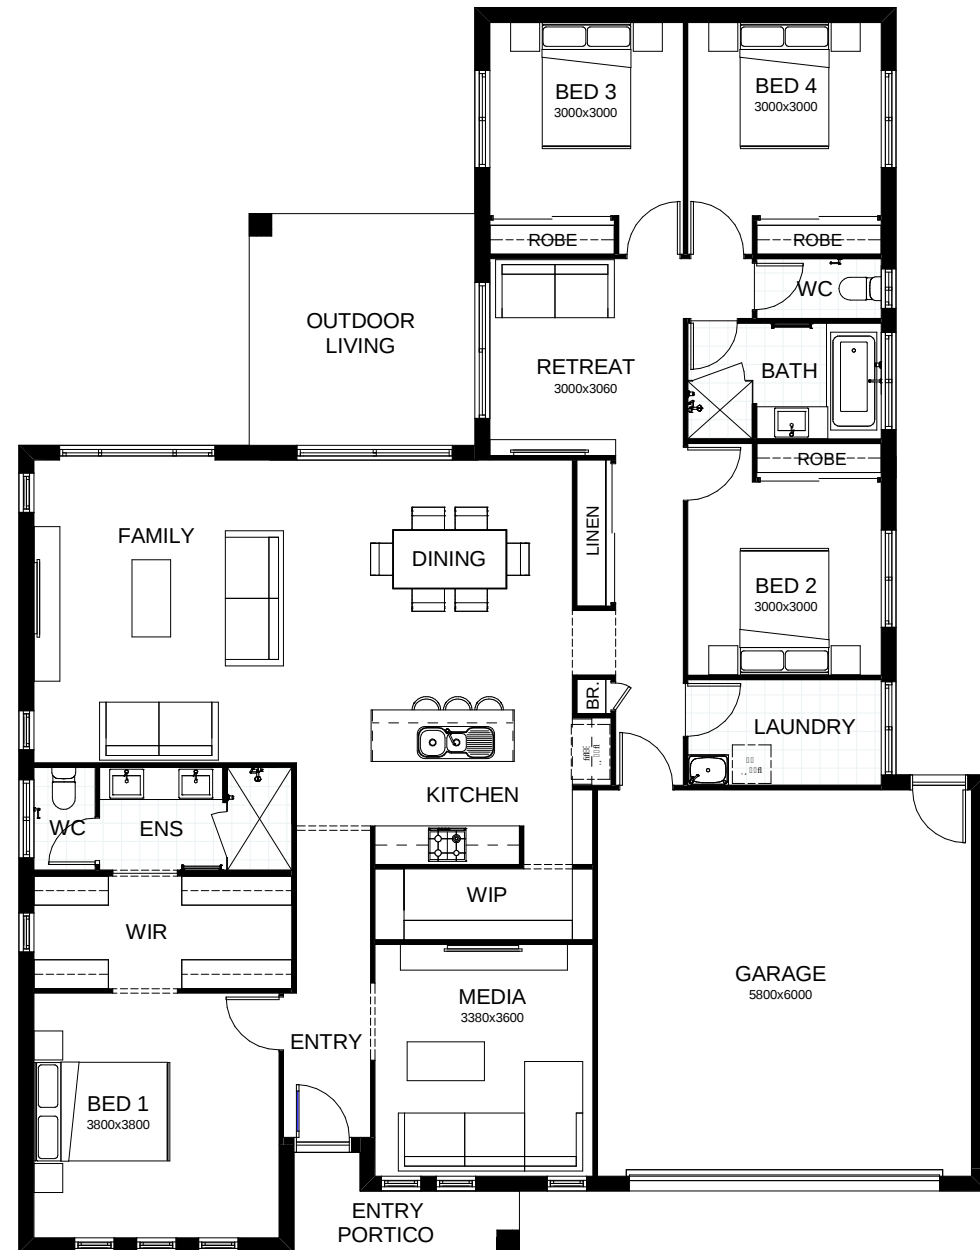 BED 3
3000x3000
BED 4
3000x3000
ROBE
ROBE
WC
OUTDOOR
LIVING
RETREAT
3000x3060
BATH
ROBE
FAMILY
DINING
LINEN
BED 2
3000x3000
BR.
LAUNDRY
KITCHEN
WC
ENS
WIP
WIR
GARAGE
5800x6000
MEDIA
3380x3600
ENTRY
BED 1
3800x3800
ENTRY
PORTICO